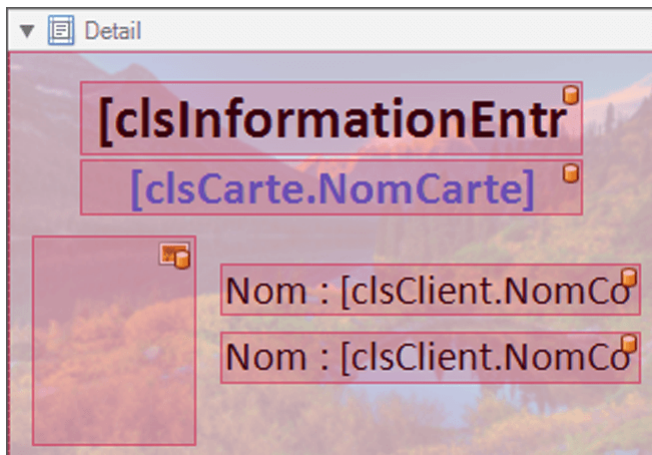 Detail
[clsInformationEntr
[clsCarte.NomCarte]
Nom : [clsClient.NomCo
Nom : [clsClient.NomCo